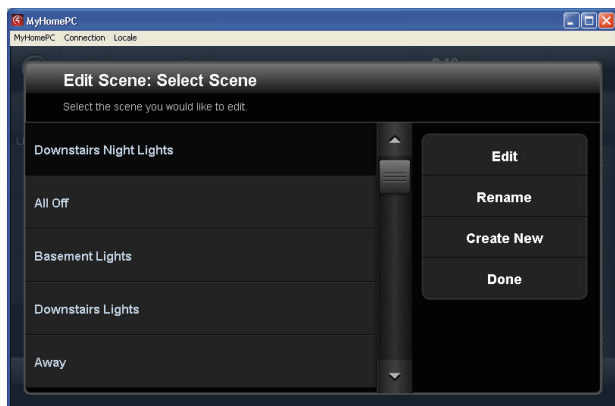 MyHomePC
MyHomePC Connection Locale
Edit Scene: Select Scene
Select the scene you would like to edit.
Downstairs Night Lights
All Off
Basement Lights
Downstairs Lights
Away
Edit
Rename
Create New
Done